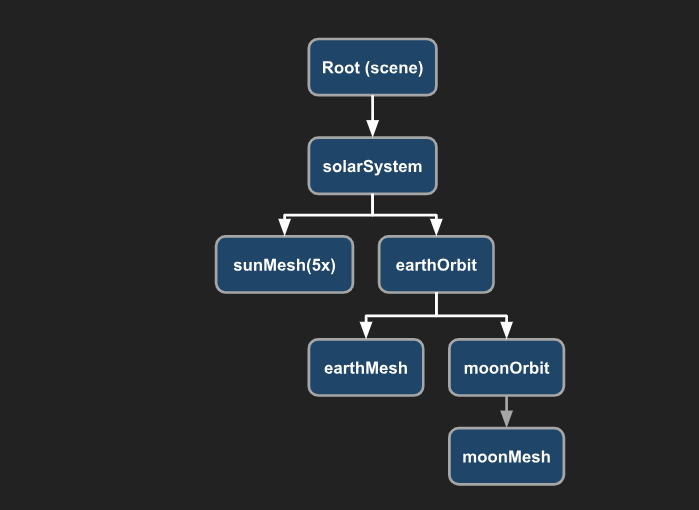 Root (scene)
solarSystem
sunMesh(5x)
earthOrbit
earthMesh
moonOrbit
moonMesh